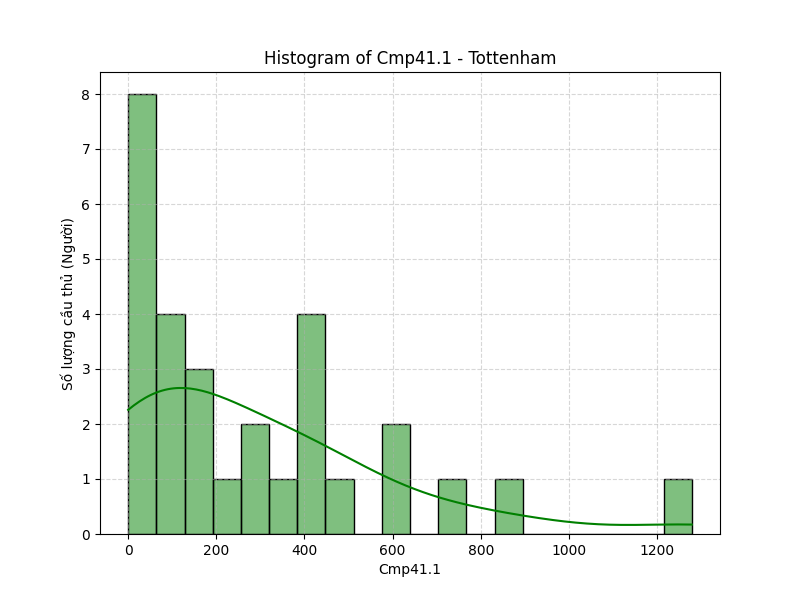 Histogram of Cmp41.1 - Tottenham
Số lượng cầu thủ (Người)
8
7
6
5
4
3
2
1
0
0 200 400 600 800 1000 1200
Cmp41.1